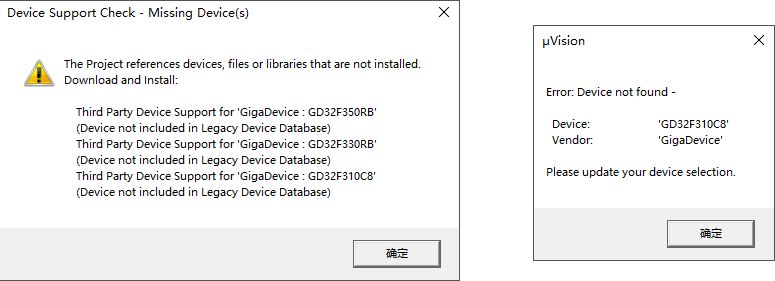 Device Support Check - Missing Device(s)
The Project references devices, files or libraries that are not installed.
Download and Install:
Third Party Device Support for 'GigaDevice : GD32F350RB'
(Device not included in Legacy Device Database)
Third Party Device Support for 'GigaDevice : GD32F330RB'
(Device not included in Legacy Device Database)
Third Party Device Support for 'GigaDevice : GD32F310C8'
(Device not included in Legacy Device Database)
确定
µVision
Error: Device not found -
Device: 'GD32F310C8'
Vendor: 'GigaDevice'
Please update your device selection.
确定